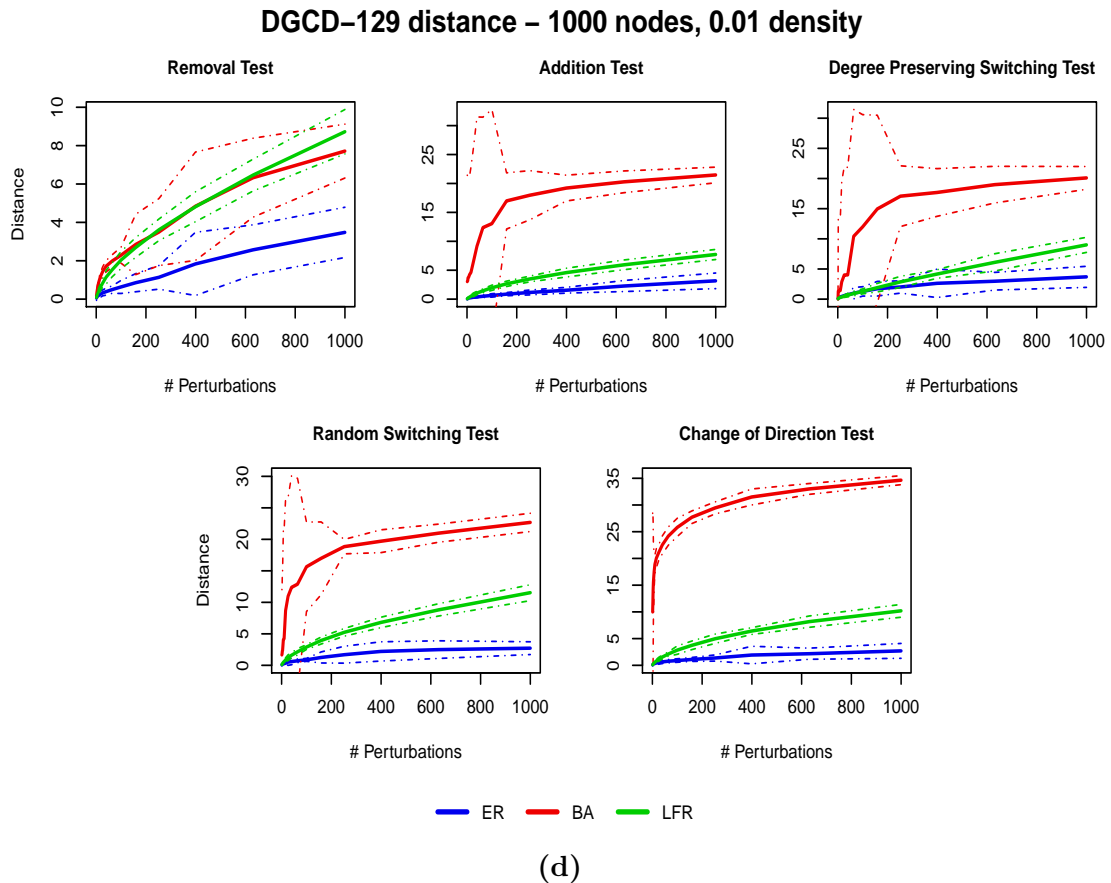 DGCD−129 distance − 1000 nodes, 0.01 density
Removal Test
Addition Test
Degree Preserving Switching Test
Distance
0 2 4 6 8 10
0 5 15 25
0 5 15 25
0 200 400 600 800 1000
0 200 400 600 800 1000
0 200 400 600 800 1000
# Perturbations
# Perturbations
# Perturbations
Random Switching Test
Change of Direction Test
Distance
0 5 10 20 30
0 5 15 25 35
0 200 400 600 800 1000
0 200 400 600 800 1000
# Perturbations
# Perturbations
ER BA LFR
(d)